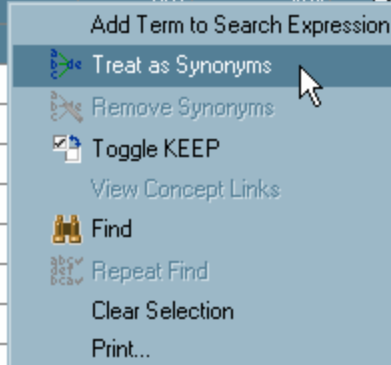 Add Term to Search Expression
Treat as Synonyms
Remove Synonyms
Toggle KEEP
View Concept Links
Find
Repeat Find
Clear Selection
Print...